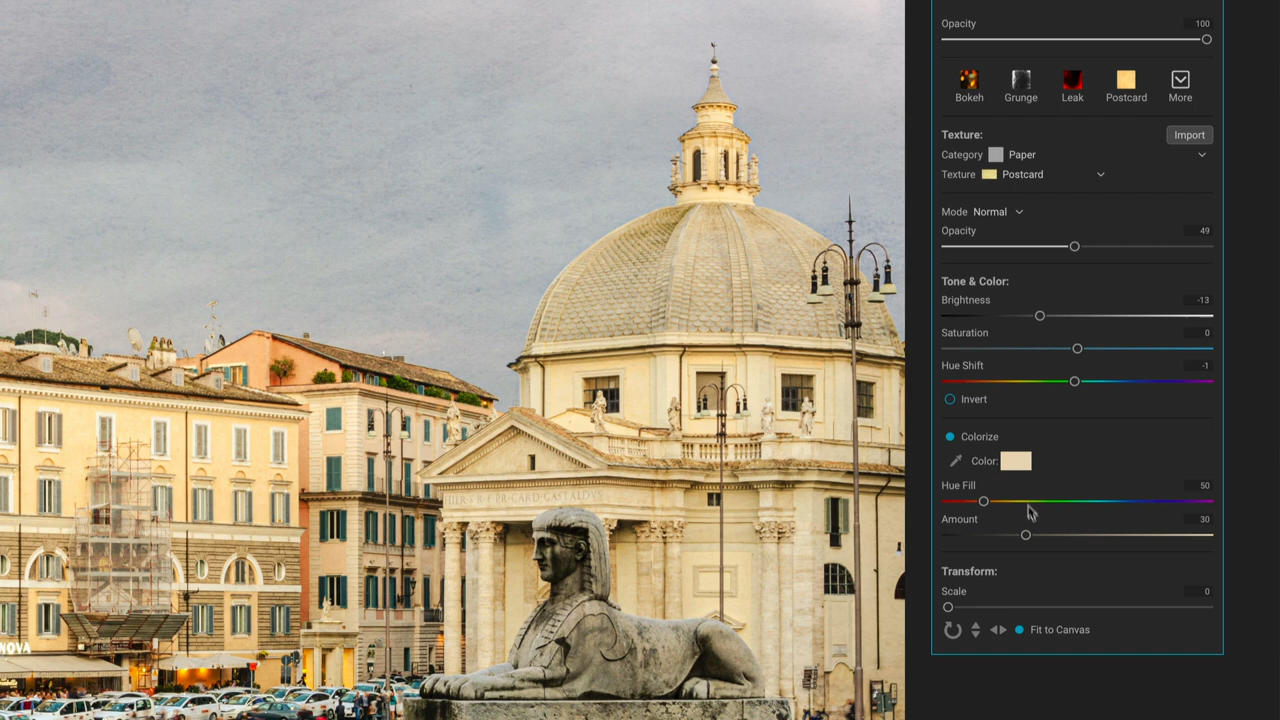 Opacity 100
Bokeh Grunge Leak Postcard More
Texture: Import
Category Paper
Texture Postcard
Mode Normal
Opacity 49
Tone & Color:
Brightness -13
Saturation 0
Hue Shift -1
Invert
Colorize
Color:
Hue Fill 50
Amount 30
Transform:
Scale 0
Fit to Canvas
NOVA